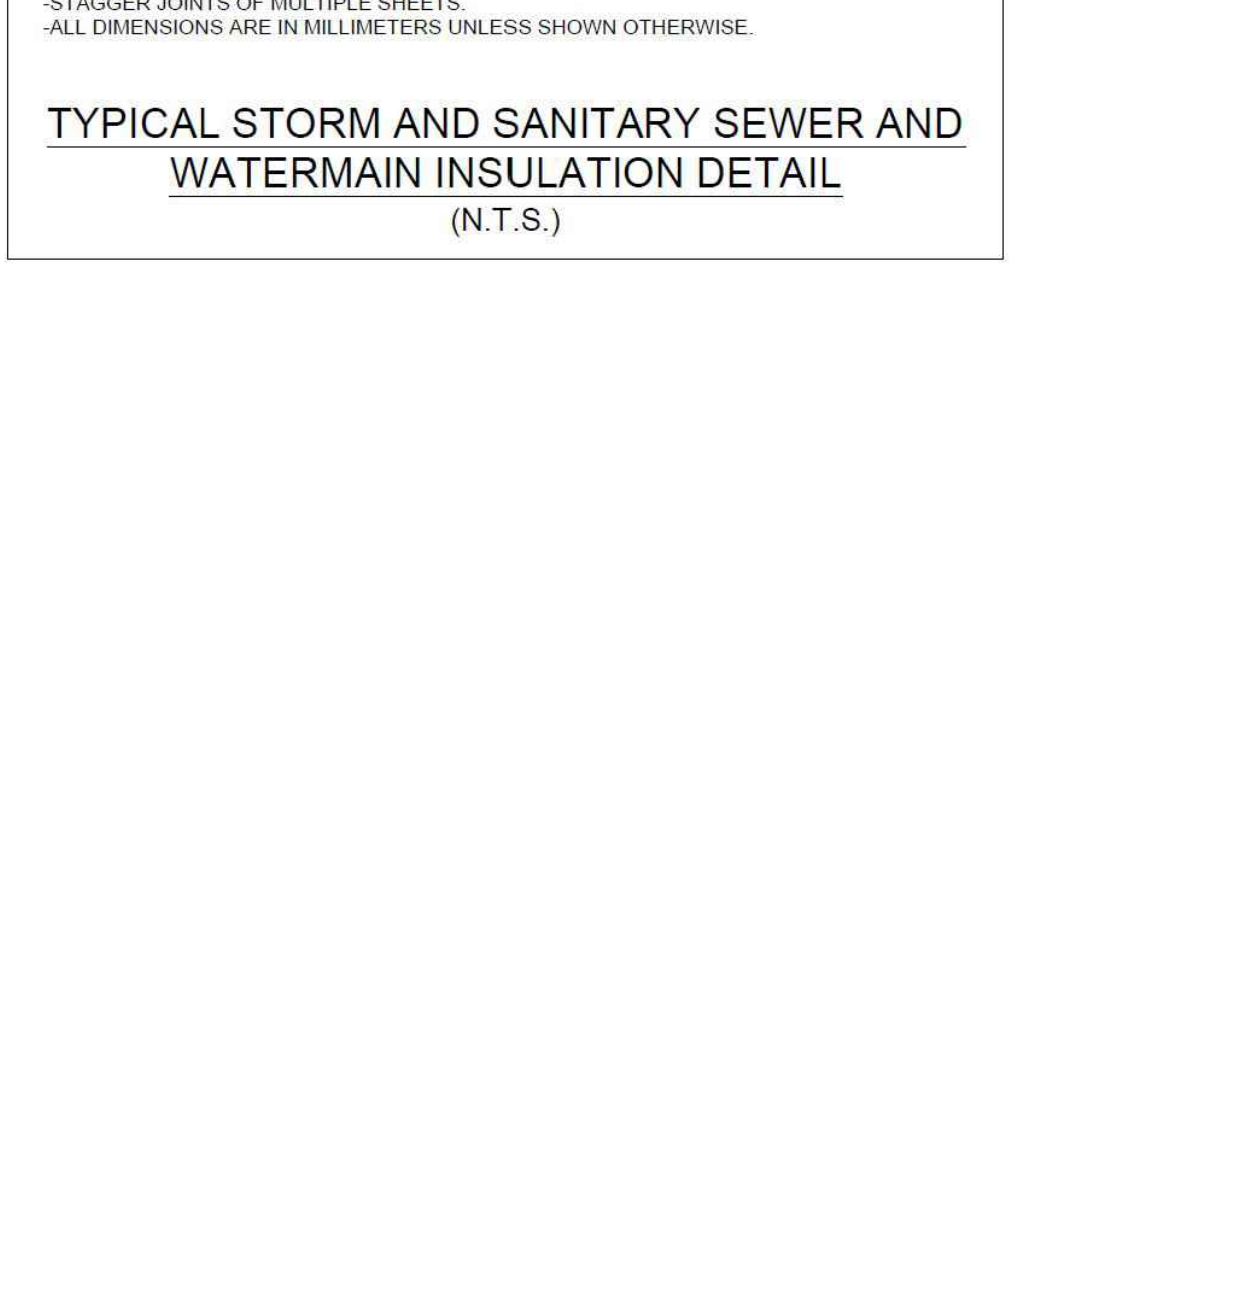 -STAGGER JOINTS OF MULTIPLE SHEETS.
-ALL DIMENSIONS ARE IN MILLIMETERS UNLESS SHOWN OTHERWISE.
TYPICAL STORM AND SANITARY SEWER AND
WATERMAIN INSULATION DETAIL
(N.T.S.)